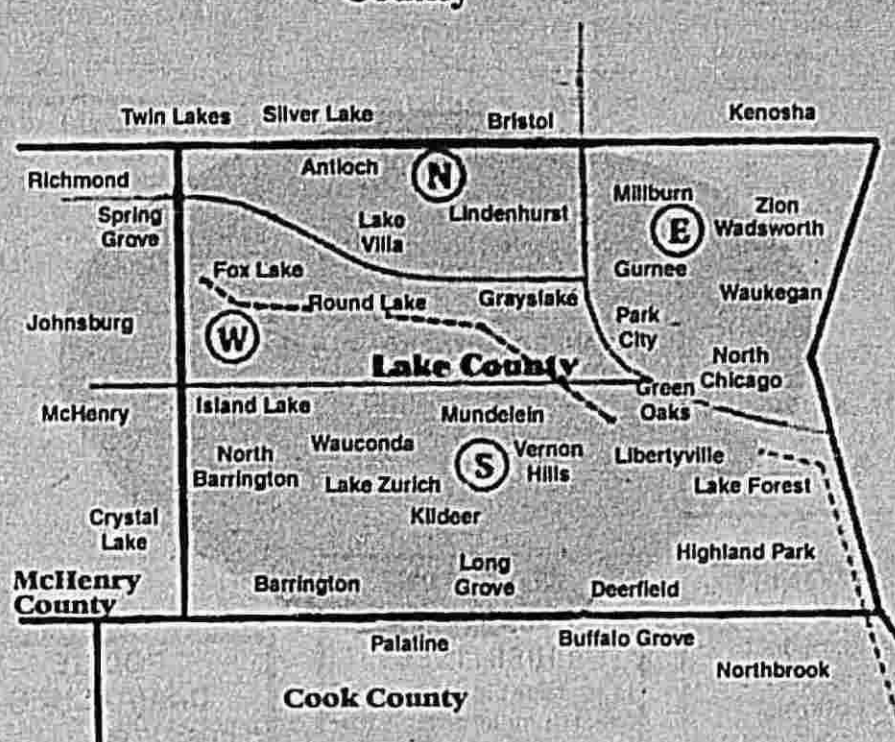 County
Twin Lakes
Silver Lake
Bristol
Kenosha
Richmond
Antioch
N
Millburn
Spring
Grove
Lake
Villa
Lindenhurst
E
Zion
Wadsworth
Fox Lake
Gurnee
Round Lake
Grayslake
Waukegan
Johnsburg
W
Park
City
Lake County
North
Chicago
Green
Oaks
McHenry
Island Lake
Mundelein
North
Barrington
Wauconda
S
Vernon
Hills
Libertyville
Lake Zurich
Lake Forest
Crystal
Lake
Kildeer
Highland Park
McHenry
County
Barrington
Long
Grove
Deerfield
Palatine
Buffalo Grove
Northbrook
Cook County